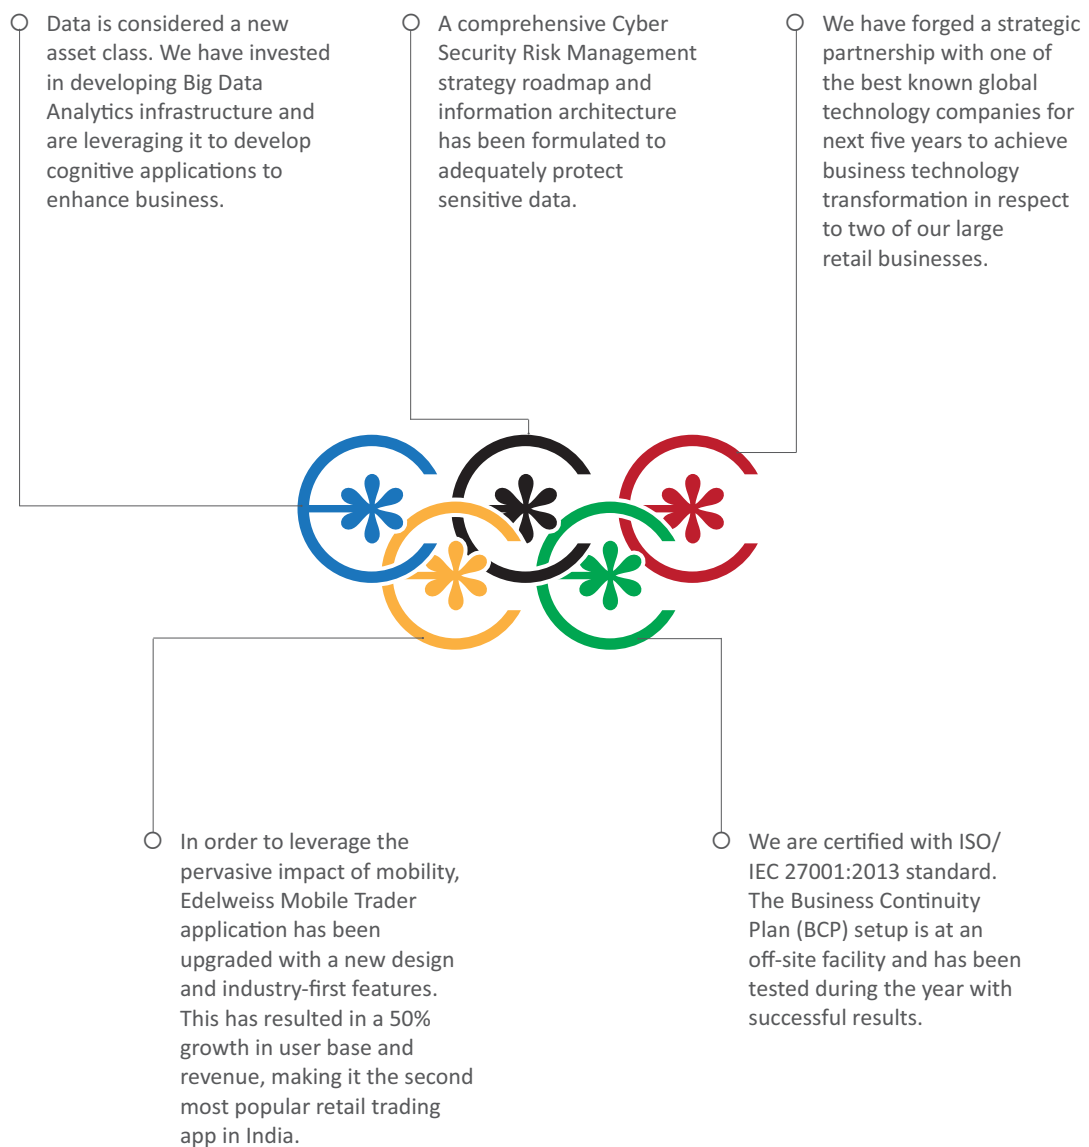 Data is considered a new
asset class. We have invested
in developing Big Data
Analytics infrastructure and
are leveraging it to develop
cognitive applications to
enhance business.
A comprehensive Cyber
Security Risk Management
strategy roadmap and
information architecture
has been formulated to
adequately protect
sensitive data.
We have forged a strategic
partnership with one of
the best known global
technology companies for
next five years to achieve
business technology
transformation in respect
to two of our large
retail businesses.
In order to leverage the
pervasive impact of mobility,
Edelweiss Mobile Trader
application has been
upgraded with a new design
and industry-first features.
This has resulted in a 50%
growth in user base and
revenue, making it the second
most popular retail trading
app in India.
We are certified with ISO/
IEC 27001:2013 standard.
The Business Continuity
Plan (BCP) setup is at an
off-site facility and has been
tested during the year with
successful results.